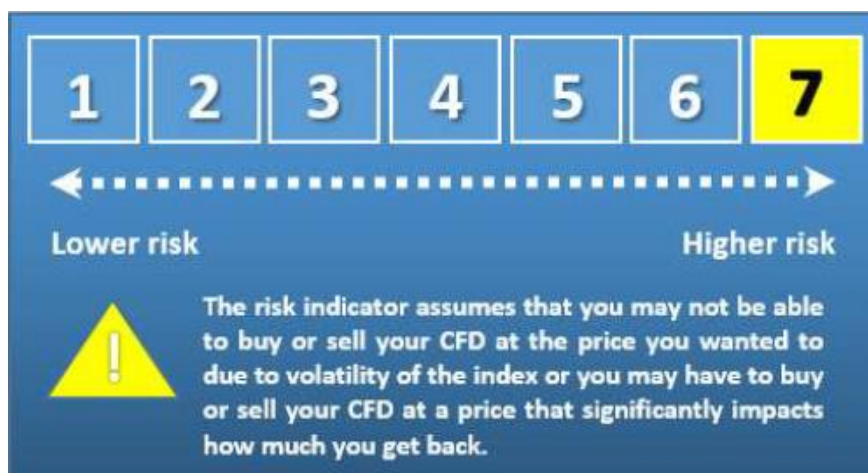 1 2 3 4 5 6 7
Lower risk Higher risk
!
The risk indicator assumes that you may not be able
to buy or sell your CFD at the price you wanted to
due to volatility of the index or you may have to buy
or sell your CFD at a price that significantly impacts
how much you get back.